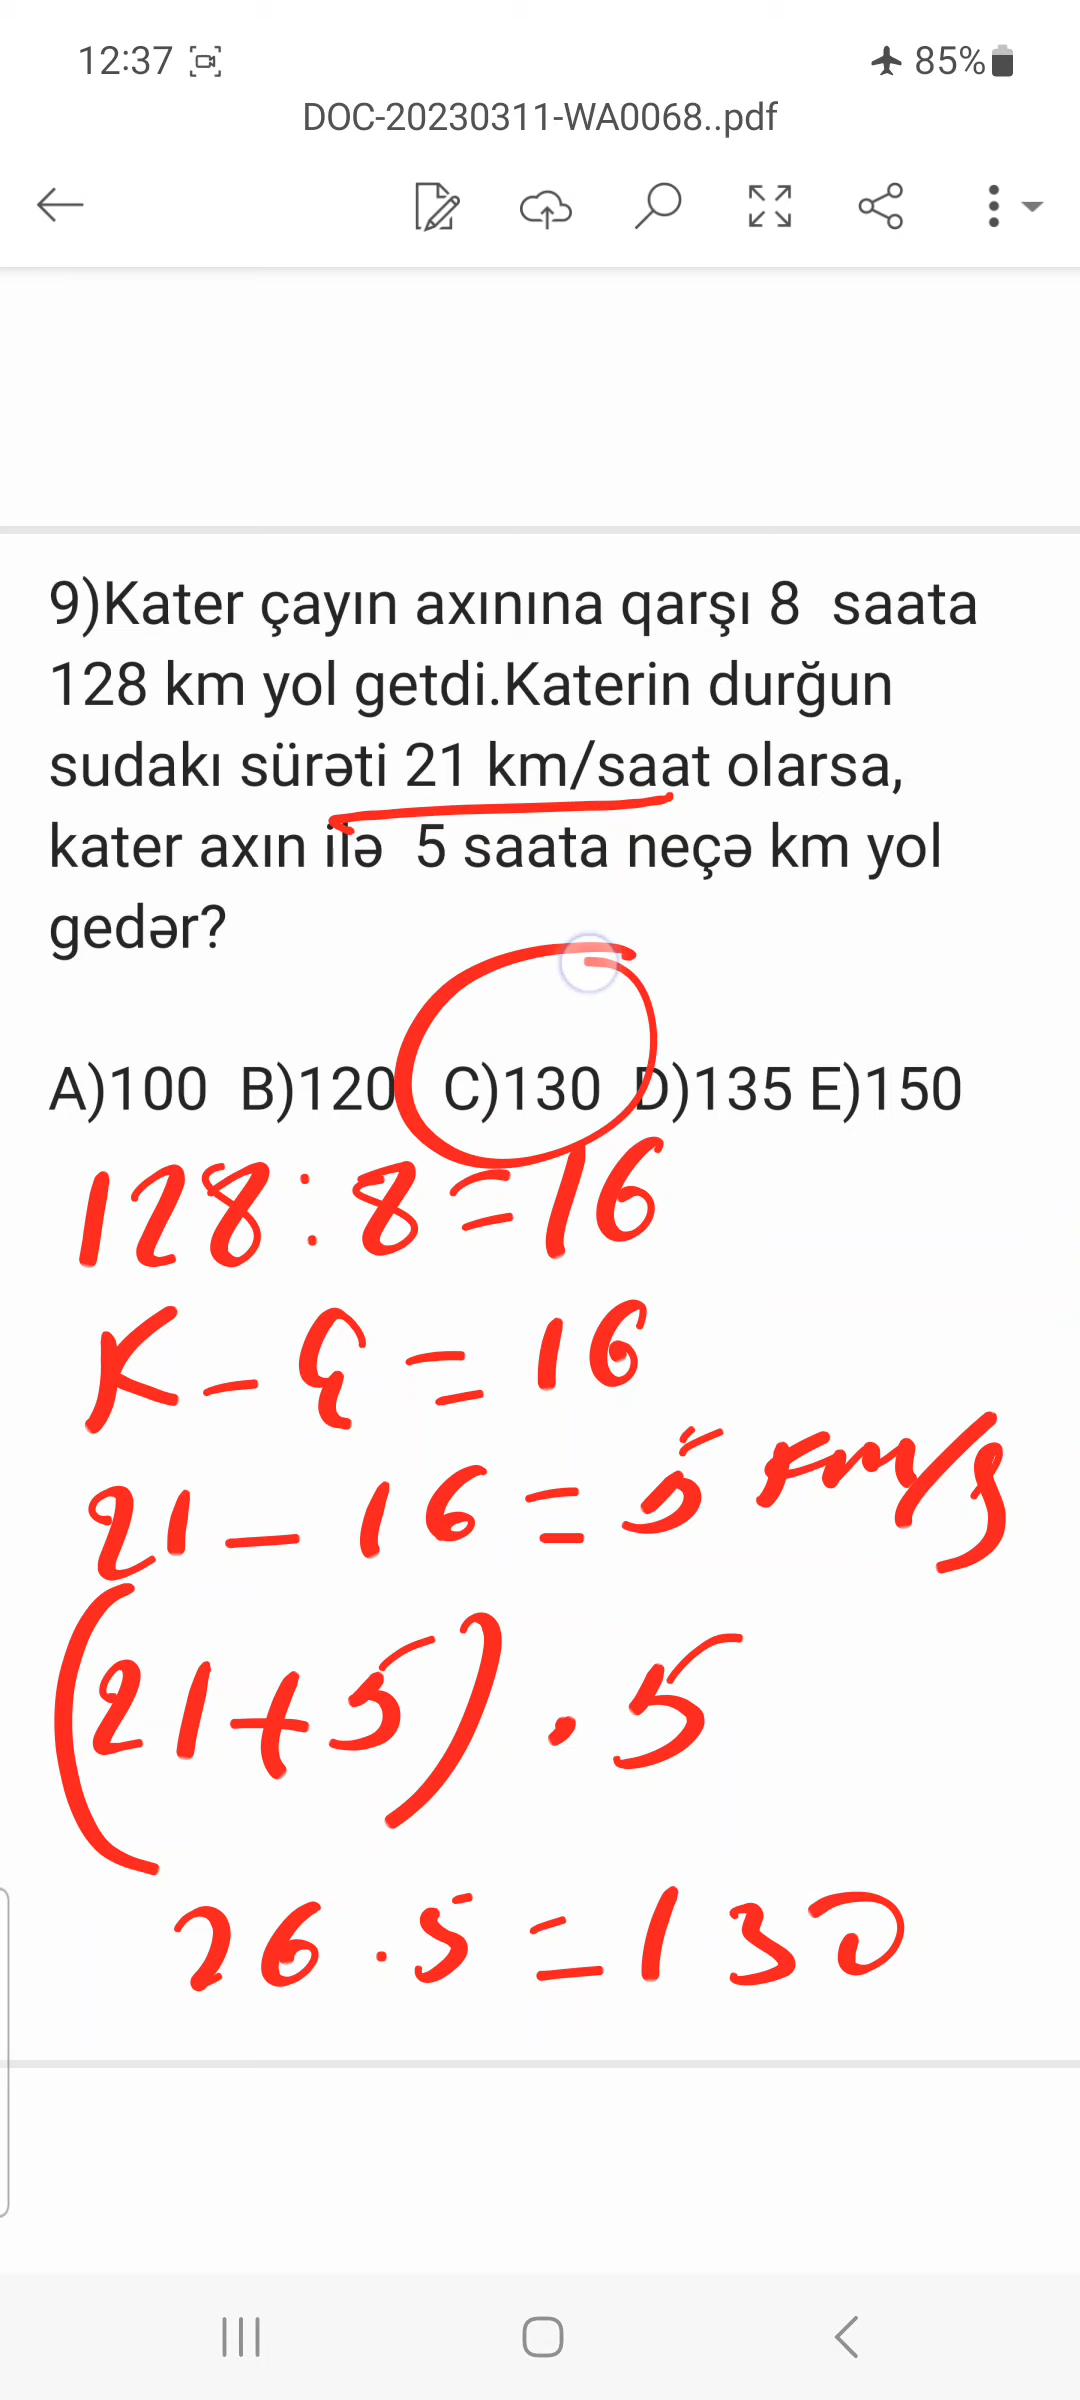 12:37 85%
DOC-20230311-WA0068..pdf
9)Kater çayın axınına qarşı 8 saata
128 km yol getdi.Katerin durğun
sudakı sürəti 21 km/saat olarsa,
kater axın ilə 5 saata neçə km yol
gedər?
A)100 B)120 C)130 D)135 E)150
128:8=16
K-Ç=16
21-16=5 km/s
(21+5).5
26.5=130